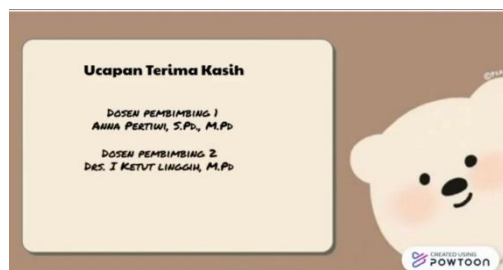 Ucapan Terima Kasih
DOSEN PEMBIMBING 1
ANNA PERTIWI, S.PD., M.PD
DOSEN PEMBIMBING 2
DRS. I KETUT LINGGIH, M.PD
CREATED USING
POWTOON